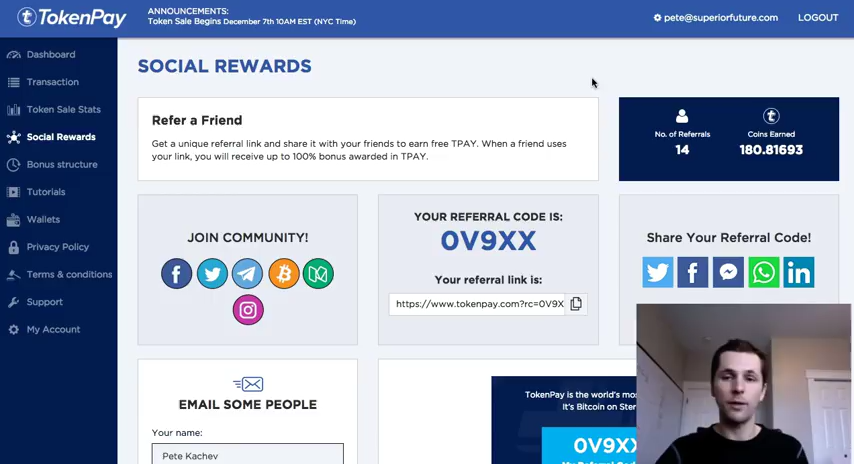 TokenPay
ANNOUNCEMENTS:
Token Sale Begins December 7th 10AM EST (NYC Time)
pete@superiorfuture.com
LOGOUT
Dashboard
Transaction
Token Sale Stats
Social Rewards
Bonus structure
Tutorials
Wallets
Privacy Policy
Terms & conditions
Support
My Account
SOCIAL REWARDS
Refer a Friend
Get a unique referral link and share it with your friends to earn free TPAY. When a friend uses
your link, you will receive up to 100% bonus awarded in TPAY.
No. of Referrals
14
Coins Earned
180.81693
JOIN COMMUNITY!
YOUR REFERRAL CODE IS:
0V9XX
Your referral link is:
https://www.tokenpay.com?rc=0V9X
Share Your Referral Code!
EMAIL SOME PEOPLE
Your name:
Pete Kachev
TokenPay is the world's mos
It's Bitcoin on Ster
0V9XX